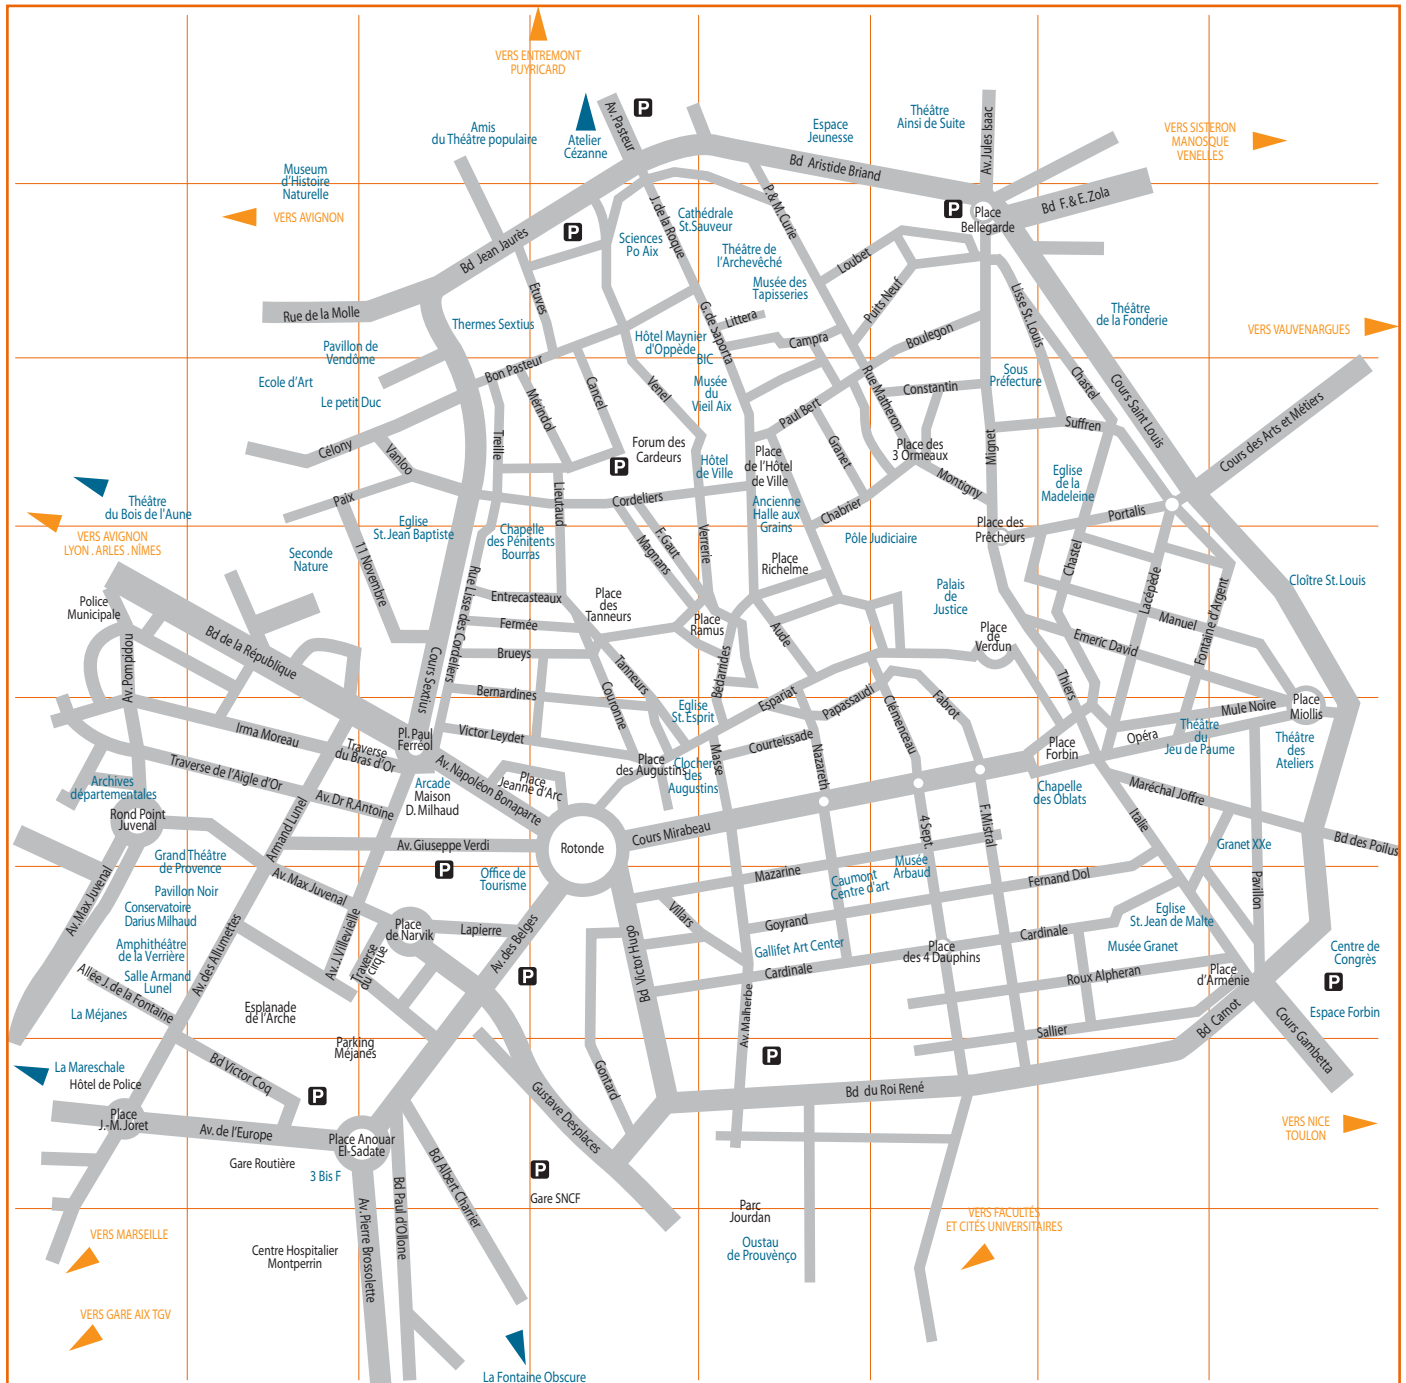 VERS ENTREMONT
PUYRICARD
Av. Pasteur
P
Atelier
Cézanne
Amis
du Théâtre populaire
Espace
Jeunesse
Théâtre
Ainsi de Suite
Av. Jules Isaac
VERS SISTERON
MANOSQUE
VENELLES
Museum
d'Histoire
Naturelle
VERS AVIGNON
Bd Aristide Briand
P
Place
Bellegarde
Bd F. & E. Zola
P
Bd Jean Jaurès
J. de la Roque
Cathédrale
St.Sauveur
P. & M. Curie
Sciences
Po Aix
Théâtre de
l'Archevêché
Musée des
Tapisseries
Loubet
Puits Neuf
Lisse St. Louis
Théâtre
de la Fonderie
VERS VAUVENARGUES
Rue de la Molle
Etuves
Thermes Sextius
G. de Saporta
Littera
Campra
Boulegon
Hôtel Maynier
d'Oppède
BIC
Pavillon de
Vendôme
Ecole d'Art
Le petit Duc
Bon Pasteur
Mérindol
Cancel
Venel
Musée
du
Vieil Aix
Paul Bert
Rue Matheron
Constantin
Sous
Préfecture
Chastel
Cours Saint Louis
Suffren
Cours des Arts et Métiers
Célony
Vanloo
Treille
Forum des
Cardeurs
P
Hôtel
de Ville
Place
de l'Hôtel
de Ville
Granet
Place des
3 Ormeaux
Mignet
Montigny
Eglise
de la
Madeleine
Paix
Lieutaud
Cordeliers
Ancienne
Halle aux
Grains
Chabrier
Place des
Prêcheurs
Portalis
Théâtre
du Bois de l'Aune
VERS AVIGNON
LYON . ARLES . NÎMES
Eglise
St. Jean Baptiste
Chapelle
des Pénitents
Bourras
F. Gaut
Magnans
Verrerie
Pôle Judiciaire
Seconde
Nature
11 Novembre
Place
Richelme
Chastel
Lacépède
Fontaine d'Argent
Cloître St. Louis
Police
Municipale
Rue Lisse des Cordeliers
Entrecasteaux
Place
des
Tanneurs
Palais
de
Justice
Fermée
Place
Ramus
Aude
Place
de
Verdun
Manuel
Emeric David
Bd de la République
Av. Pompidou
Cours Sextius
Brueys
Tanneurs
Couronne
Bédarrides
Bernardines
Eglise
St. Esprit
Espariat
Papassaudi
Clémenceau
Fabrot
Thiers
Mule Noire
Place
Miollis
Irma Moreau
Traverse
du Bras d'Or
Pl. Paul
Ferréol
Victor Leydet
Place
des Augustins
Clocher
des
Augustins
Masse
Courteissade
Nazareth
Place
Forbin
Opéra
Théâtre
du
Jeu de Paume
Théâtre
des
Ateliers
Traverse de l'Aigle d'Or
Archives
départementales
Rond Point
Juvenal
Av. Dr R.Antoine
Arcade
Maison
D. Milhaud
Av. Napoléon Bonaparte
Place
Jeanne d'Arc
Chapelle
des Oblats
Maréchal Joffre
Italie
Armand Lunel
Av. Giuseppe Verdi
Rotonde
Cours Mirabeau
4 Sept.
F. Mistral
Granet XXe
Bd des Poilus
Grand Théâtre
de Provence
Pavillon Noir
Conservatoire
Darius Milhaud
Av. Max Juvenal
P
Office de
Tourisme
Mazarine
Caumont
Centre d'art
Musée
Arbaud
Fernand Dol
Pavillon
Av. Max Juvenal
Amphithéâtre
de la Verrière
Salle Armand
Lunel
Av. des Allumettes
Av. J. Villevieille
Traverse
du cirque
Place
de Narvik
Lapierre
Av. des Belges
Villars
Goyrand
Gallifet Art Center
Cardinale
Place
des 4 Dauphins
Cardinale
Eglise
St. Jean de Malte
Musée Granet
Centre de
Congrès
P
Espace Forbin
Allée J. de la Fontaine
La Méjanes
Esplanade
de l'Arche
Parking
Méjanes
P
Bd Victor Hugo
Av. Malherbe
Roux Alpheran
Place
d'Arménie
Sallier
Bd Carnot
Cours Gambetta
La Mareschale
Hôtel de Police
Bd Victor Coq
P
Gontard
P
Bd du Roi René
Place
J.-M. Joret
Av. de l'Europe
Place Anouar
El-Sadate
Gustave Desplaces
VERS NICE
TOULON
Gare Routière
3 Bis F
Bd Albert Charrier
P
Gare SNCF
Av. Pierre Brossolette
Bd Paul d'Ollone
Parc
Jourdan
Oustau
de Prouvènço
VERS FACULTÉS
ET CITÉS UNIVERSITAIRES
VERS MARSEILLE
Centre Hospitalier
Montperrin
VERS GARE AIX TGV
La Fontaine Obscure